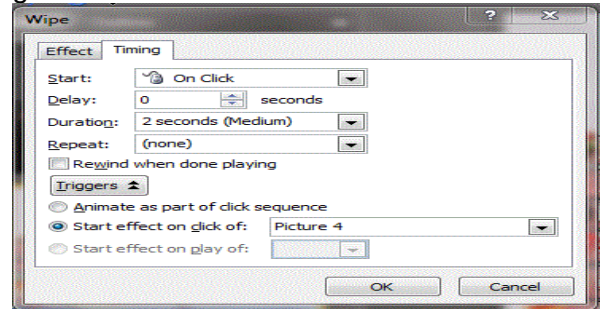 Wipe
Effect Timing
Start: On Click
Delay: 0 seconds
Duration: 2 seconds (Medium)
Repeat: (none)
Rewind when done playing
Triggers
Animate as part of click sequence
Start effect on click of: Picture 4
Start effect on play of:
OK Cancel